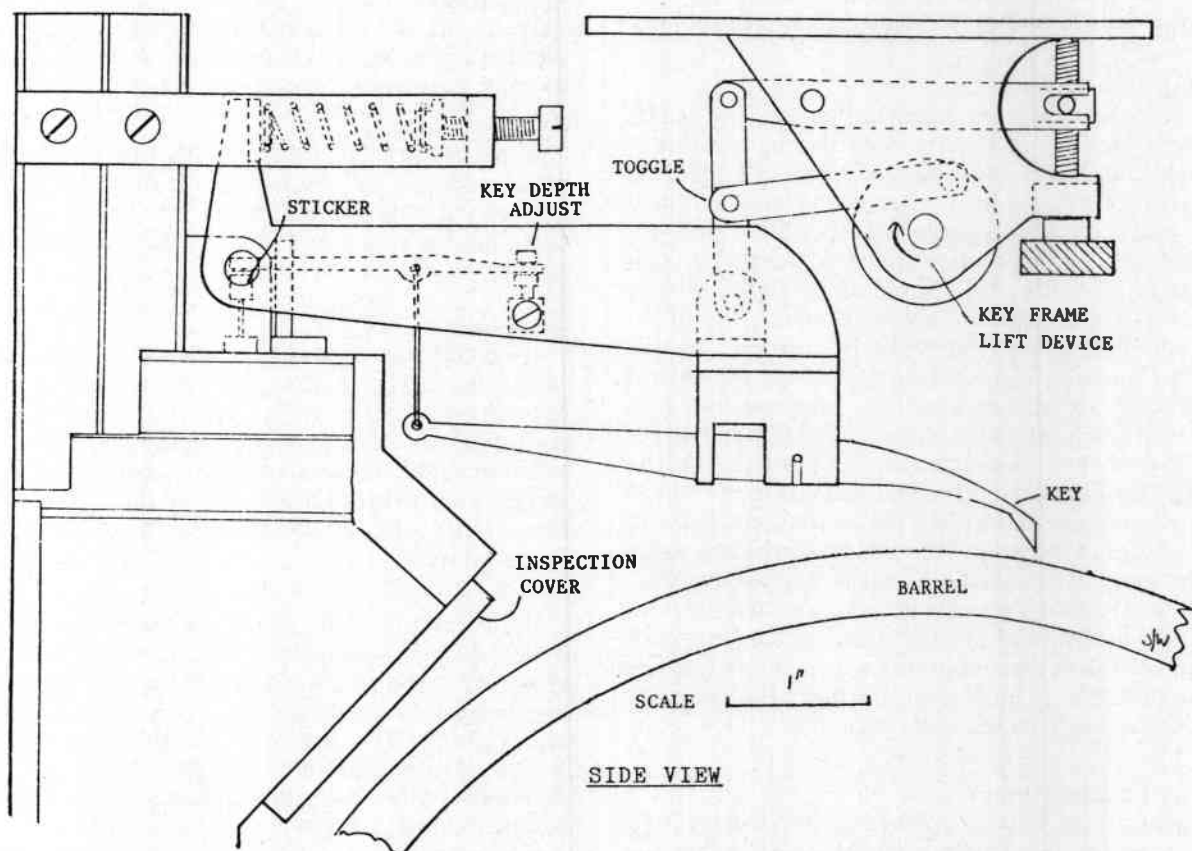 TOGGLE
STICKER
KEY DEPTH
ADJUST
KEY FRAME
LIFT DEVICE
KEY
INSPECTION
COVER
BARREL
SCALE
1"
SIDE VIEW